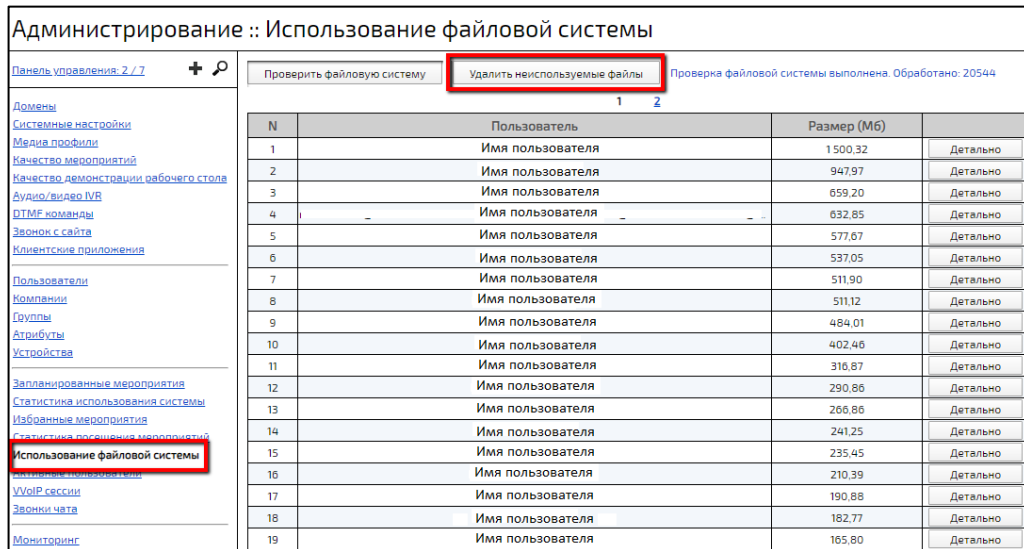 Администрирование :: Использование файловой системы
Панель управления: 2 / 7
Проверить файловую систему
Удалить неиспользуемые файлы
Проверка файловой системы выполнена. Обработано: 20544
1 2
Домены
Системные настройки
Медиа профили
Качество мероприятий
Качество демонстрации рабочего стола
Аудио/видео IVR
DTMF команды
Звонок с сайта
Клиентские приложения
Пользователи
Компании
Группы
Атрибуты
Устройства
Запланированные мероприятия
Статистика использования системы
Избранные мероприятия
Статистика посещения мероприятий
Использование файловой системы
Активные пользователи
VVoIP сессии
Звонки чата
Мониторинг
N Пользователь Размер (Мб)
1 Имя пользователя 1 500,32 Детально
2 Имя пользователя 947,97 Детально
3 Имя пользователя 659,20 Детально
4 Имя пользователя 632,85 Детально
5 Имя пользователя 577,67 Детально
6 Имя пользователя 537,05 Детально
7 Имя пользователя 511,90 Детально
8 Имя пользователя 511,12 Детально
9 Имя пользователя 484,01 Детально
10 Имя пользователя 402,46 Детально
11 Имя пользователя 316,87 Детально
12 Имя пользователя 290,86 Детально
13 Имя пользователя 266,86 Детально
14 Имя пользователя 241,25 Детально
15 Имя пользователя 235,45 Детально
16 Имя пользователя 210,39 Детально
17 Имя пользователя 190,88 Детально
18 Имя пользователя 182,77 Детально
19 Имя пользователя 165,80 Детально